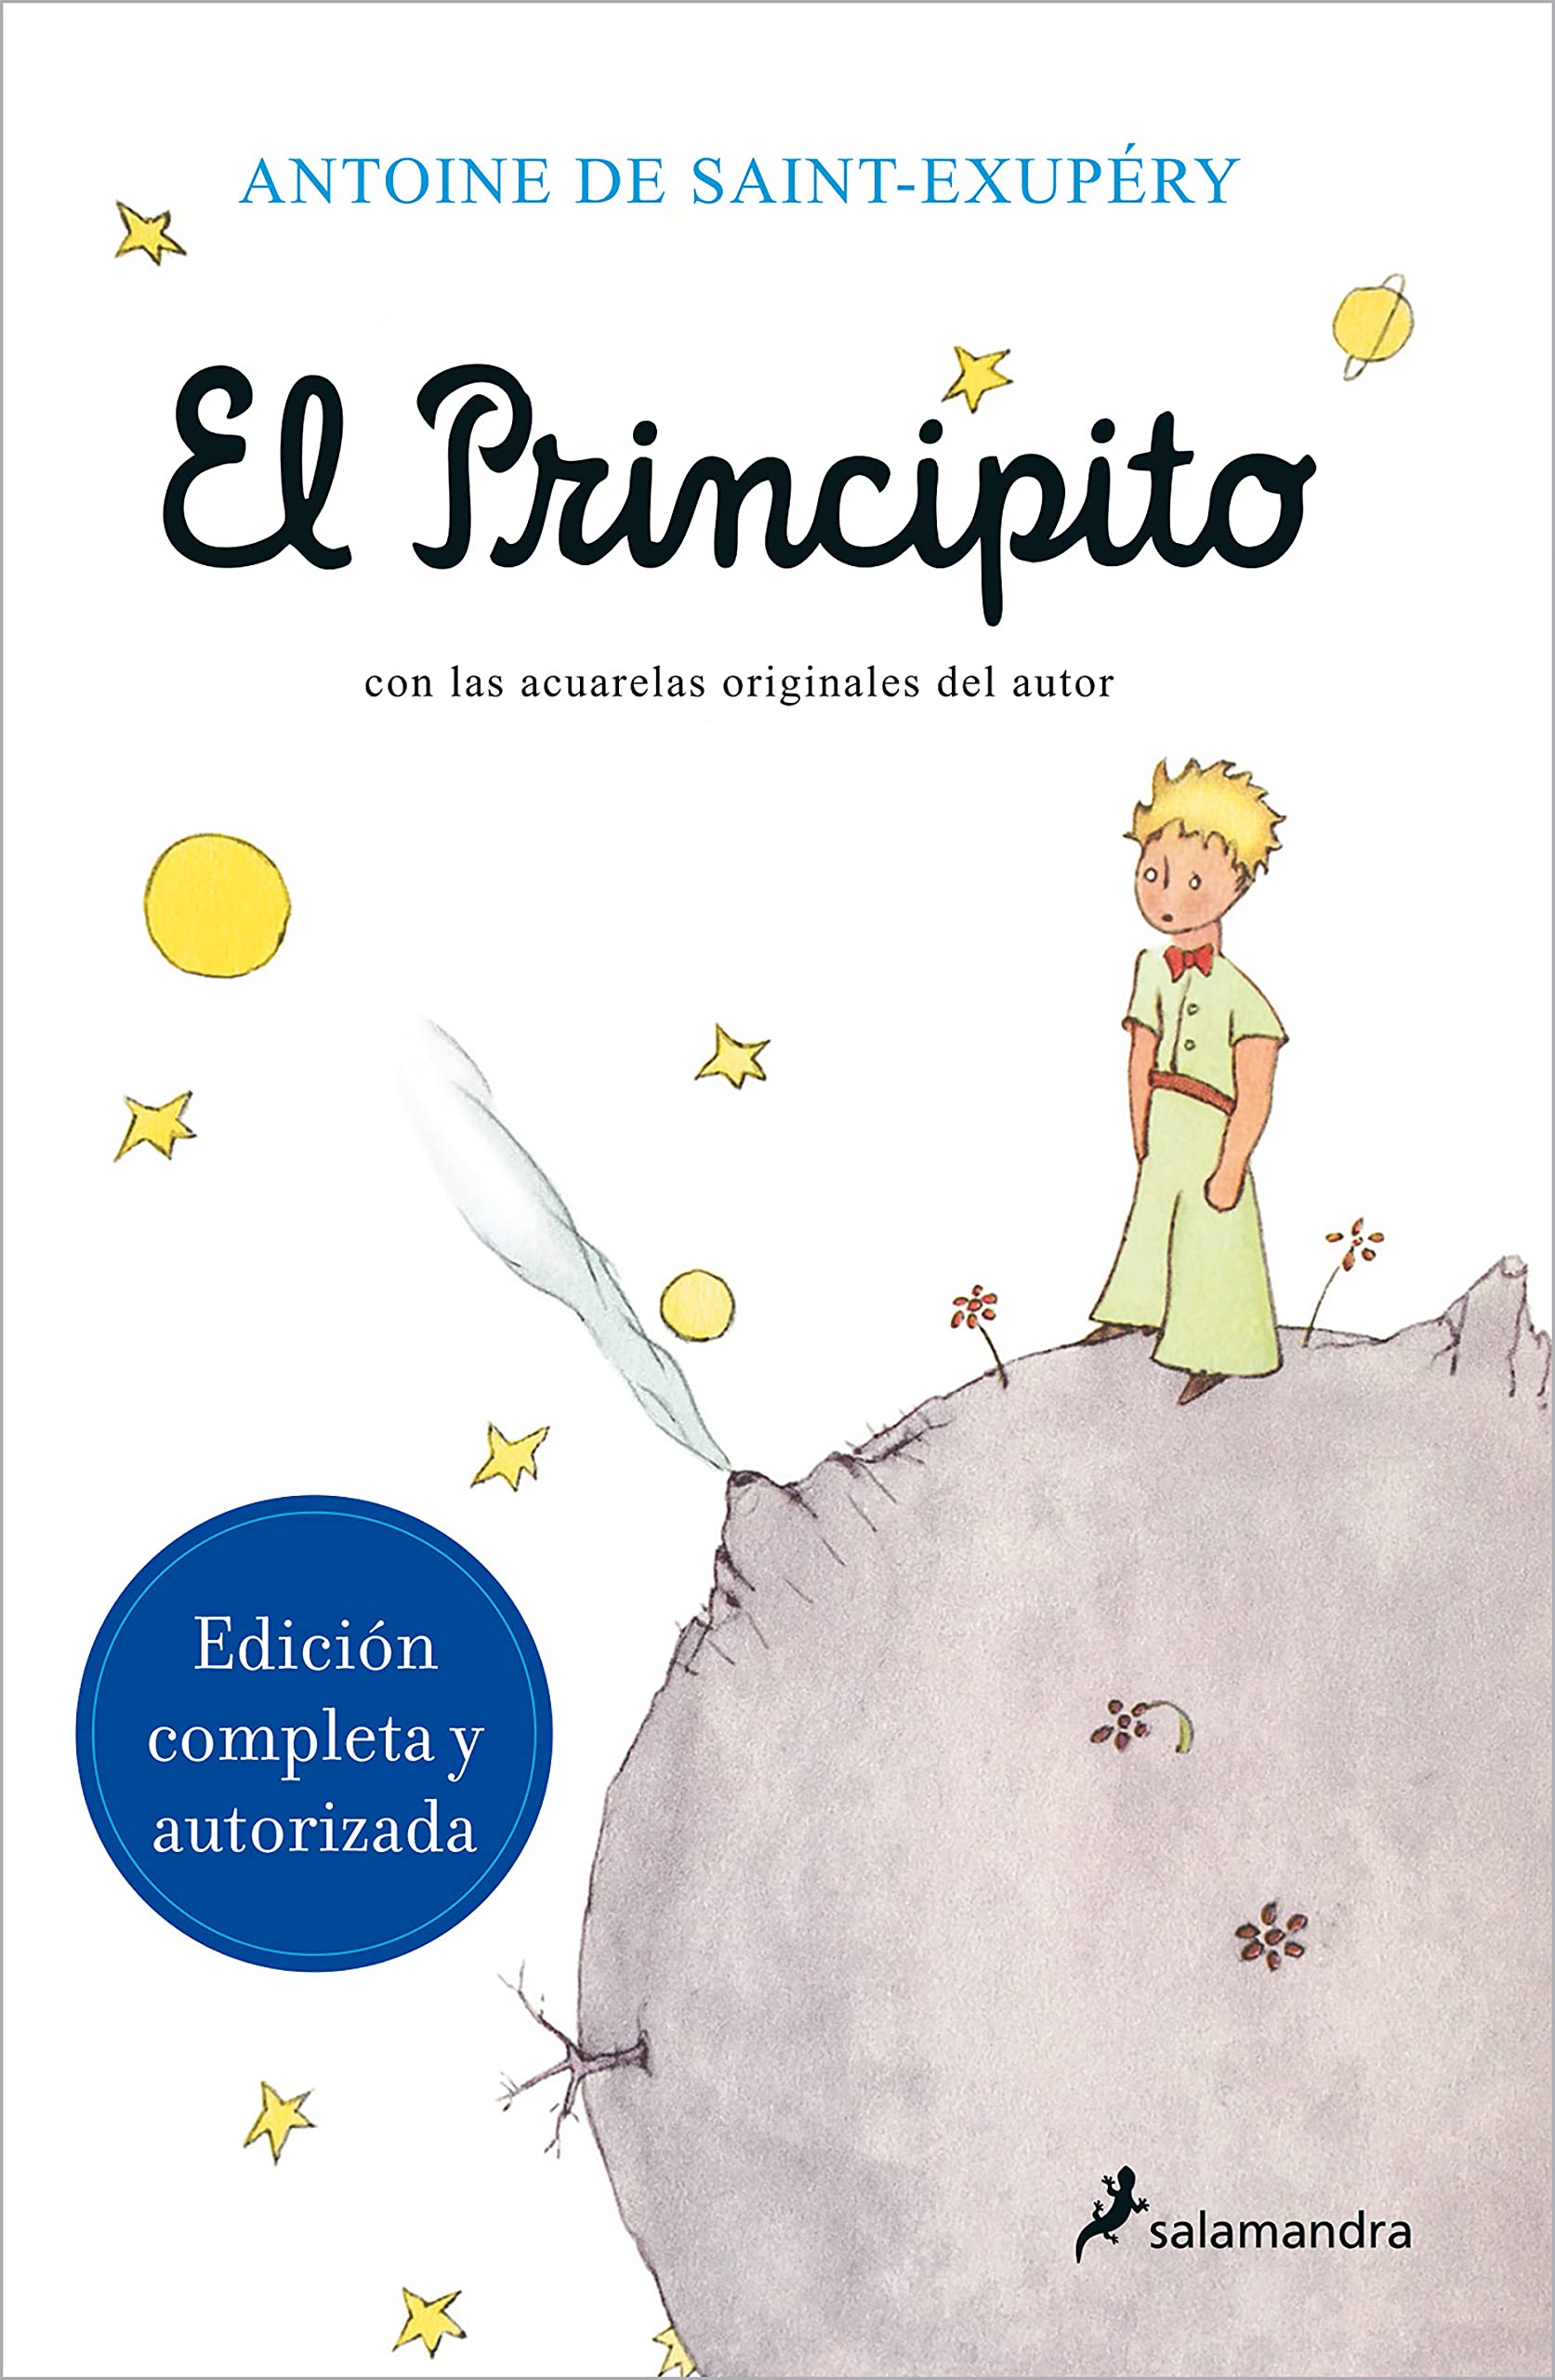 ANTOINE DE SAINT-EXUPÉRY
El Principito
con las acuarelas originales del autor
Edición
completa y
autorizada
salamandra